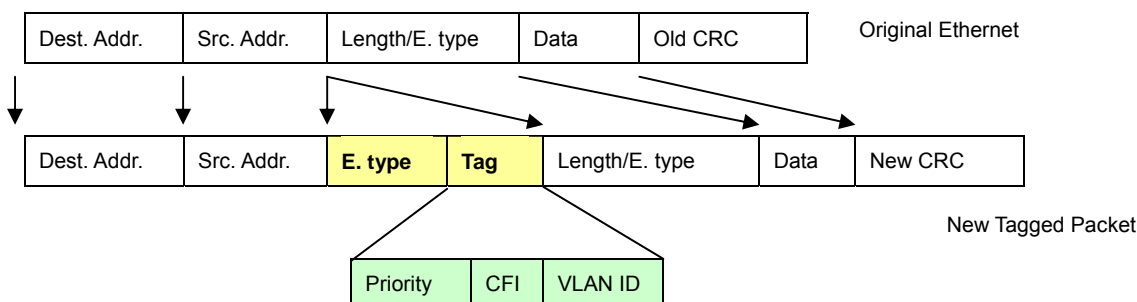 Dest. Addr. Src. Addr. Length/E. type Data Old CRC Original Ethernet
Dest. Addr. Src. Addr. E. type Tag Length/E. type Data New CRC
New Tagged Packet
Priority CFI VLAN ID